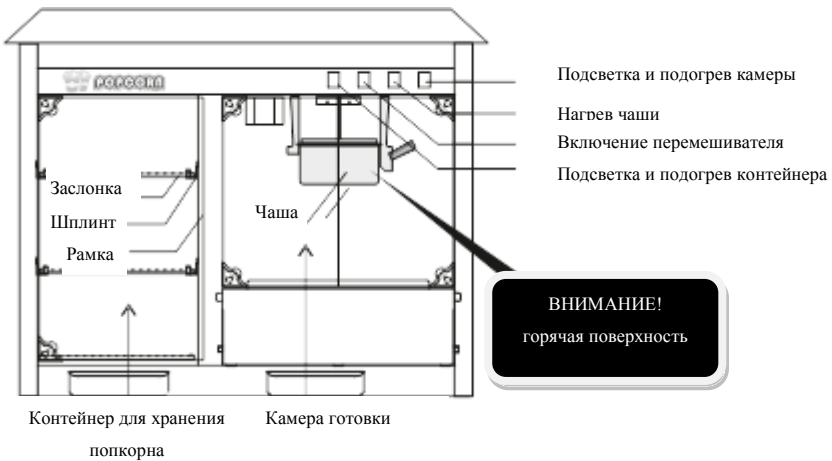 POPCORN
Подсветка и подогрев камеры
Нагрев чаши
Включение перемешивателя
Подсветка и подогрев контейнера
Заслонка
Шплинт
Рамка
Чаша
ВНИМАНИЕ!
горячая поверхность
Контейнер для хранения
попкорна
Камера готовки